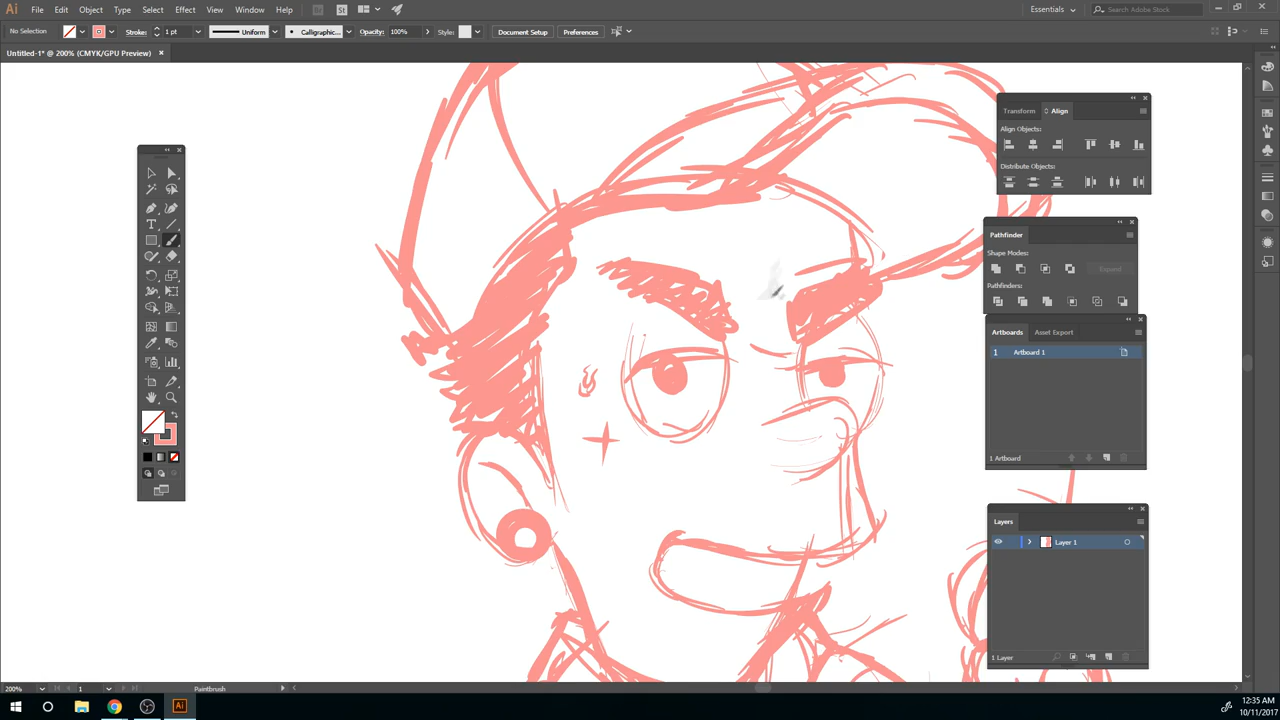 Ai File Edit Object Type Select Effect View Window Help Br St Essentials Search Adobe Stock
No Selection Stroke: 1 pt Uniform Calligraphic... Opacity: 100% Style: Document Setup Preferences
Untitled-1* @ 200% (CMYK/GPU Preview)
Transform Align
Align Objects:
Distribute Objects:
Pathfinder
Shape Modes:
Expand
Pathfinders:
Artboards Asset Export
1 Artboard 1
1 Artboard
Layers
Layer 1
1 Layer
200% 1 Paintbrush
Ai
12:35 AM
10/11/2017